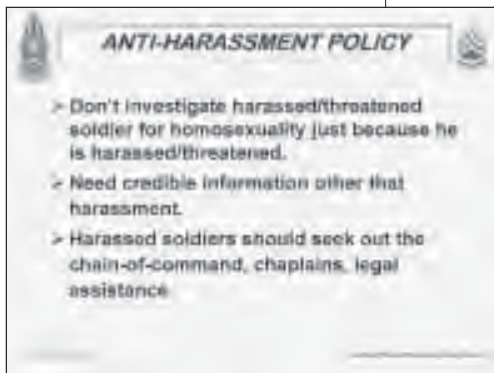 ANTI-HARASSMENT POLICY
➢ Don't investigate harassed/threatened
soldier for homosexuality just because he
is harassed/threatened.
➢ Need credible information other that
harassment.
➢ Harassed soldiers should seek out the
chain-of-command, chaplains, legal
assistance